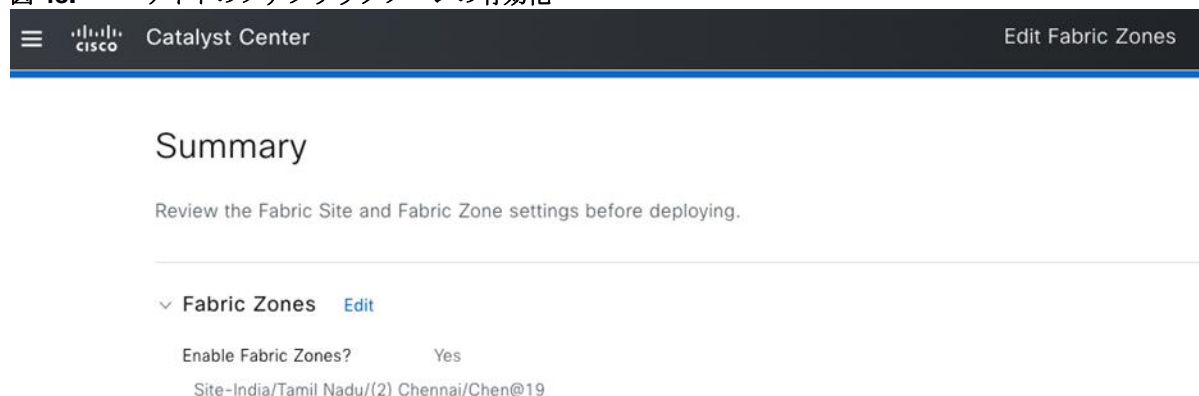 cisco Catalyst Center Edit Fabric Zones
Summary
Review the Fabric Site and Fabric Zone settings before deploying.
Fabric Zones Edit
Enable Fabric Zones? Yes
Site-India/Tamil Nadu/(2) Chennai/Chen@19